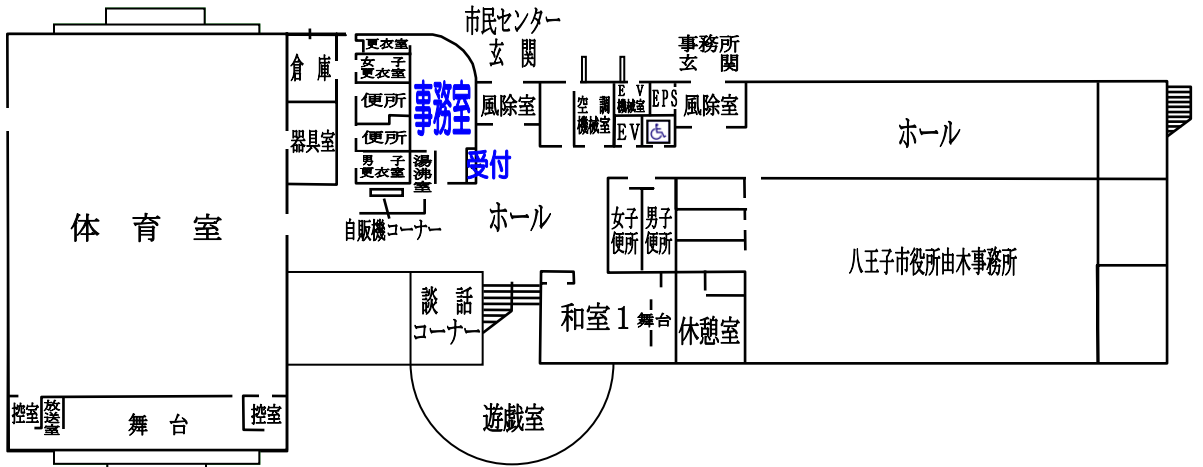 市民センター
玄関
事務所
玄関
更衣室
女子
更衣室
倉庫
便所
事務室
風除室
空調
機械室
EV
機械室
EPS
風除室
ホール
器具室
便所
EV
男子
更衣室
湯沸室
受付
体育室
自販機コーナー
ホール
女子
便所
男子
便所
八王子市役所由木事務所
談話
コーナー
和室1
舞台
休憩室
控室
放送室
舞台
控室
遊戯室